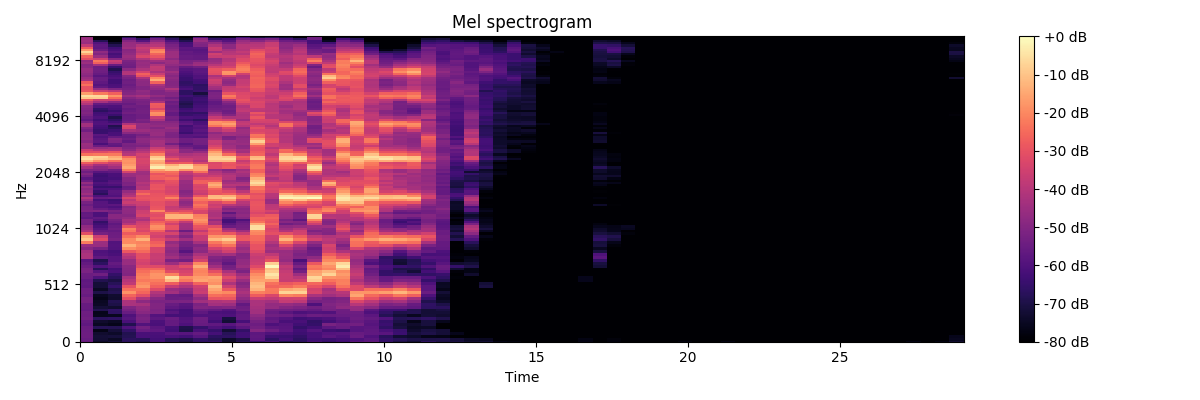 Mel spectrogram
Hz
8192
4096
2048
1024
512
0
0 5 10 15 20 25
Time
+0 dB
-10 dB
-20 dB
-30 dB
-40 dB
-50 dB
-60 dB
-70 dB
-80 dB